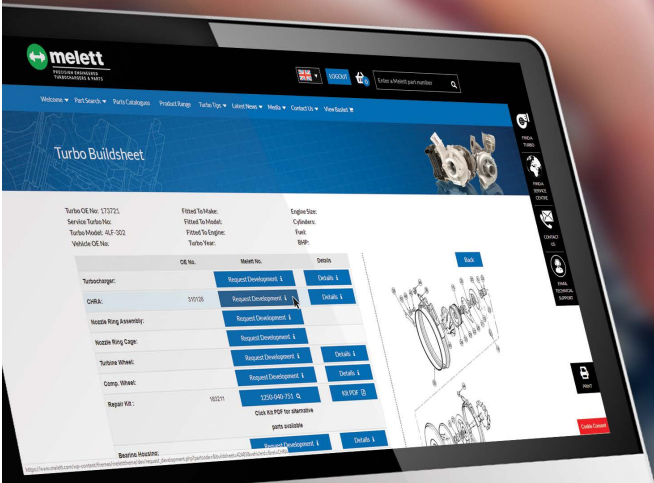 melett
PRECISION ENGINEERED
TURBOCHARGERS & PARTS
LOGOUT
0
Enter a Melett part number
Welcome Part Search Parts Catalogues Product Range Turbo Tips Latest News Media Contact Us View Basket
Turbo Buildsheet
FIND A
TURBO
FIND A
SERVICE
CENTRE
CONTACT
US
EMAIL
TECHNICAL
SUPPORT
PRINT
Cookie Consent
Turbo OE No: 173721 Fitted To Make: Engine Size:
Service Turbo No: Fitted To Model: Cylinders:
Turbo Model: 4LF-302 Fitted To Engine: Fuel:
Vehicle OE No: Turbo Year: BHP:
Back
OE No. Melett No. Details
Turbocharger: Request Development i Details i
CHRA: 310126 Request Development i Details i
Nozzle Ring Assembly: Request Development i
Nozzle Ring Cage: Request Development i
Turbine Wheel: Request Development i Details i
Comp. Wheel: Request Development i Details i
Repair Kit : 183211 1250-040-751 Kit PDF
Click Kit PDF for alternative
parts available
Bearing Housing: Request Development i Details i